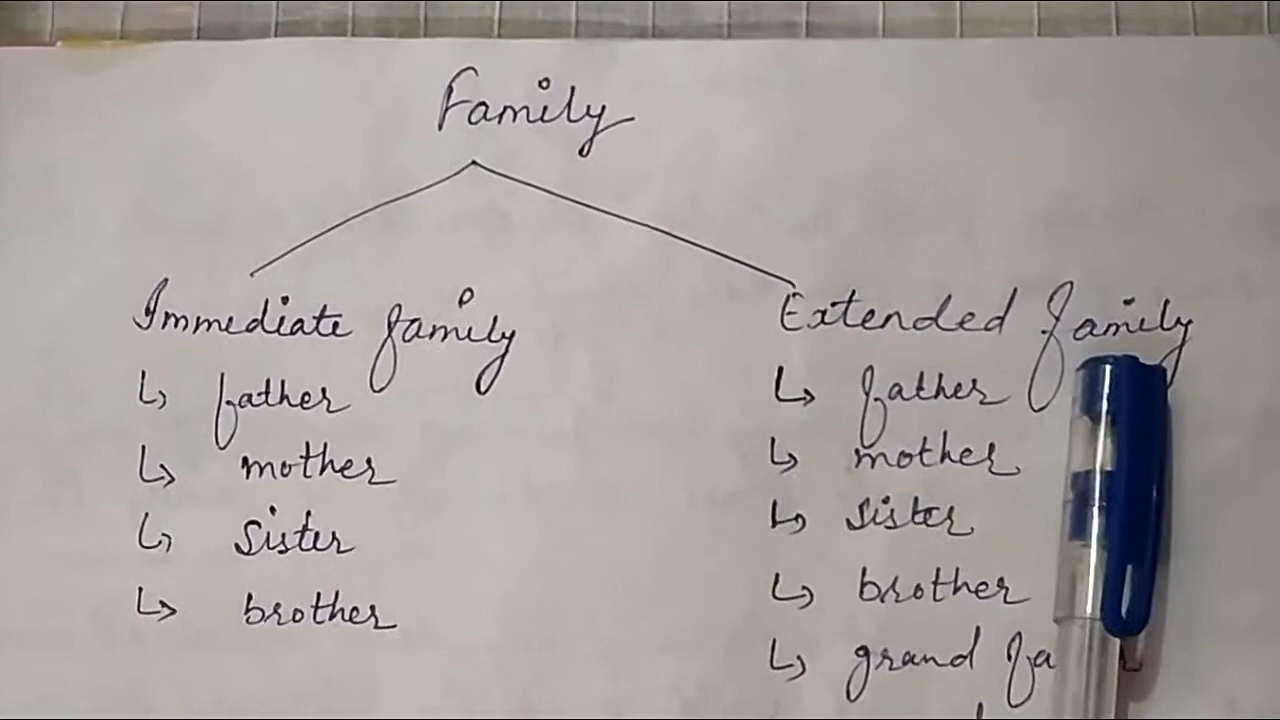 Family
Immediate family
↳ father
↳ mother
↳ sister
↳ brother
Extended family
↳ father
↳ mother
↳ sister
↳ brother
↳ grand